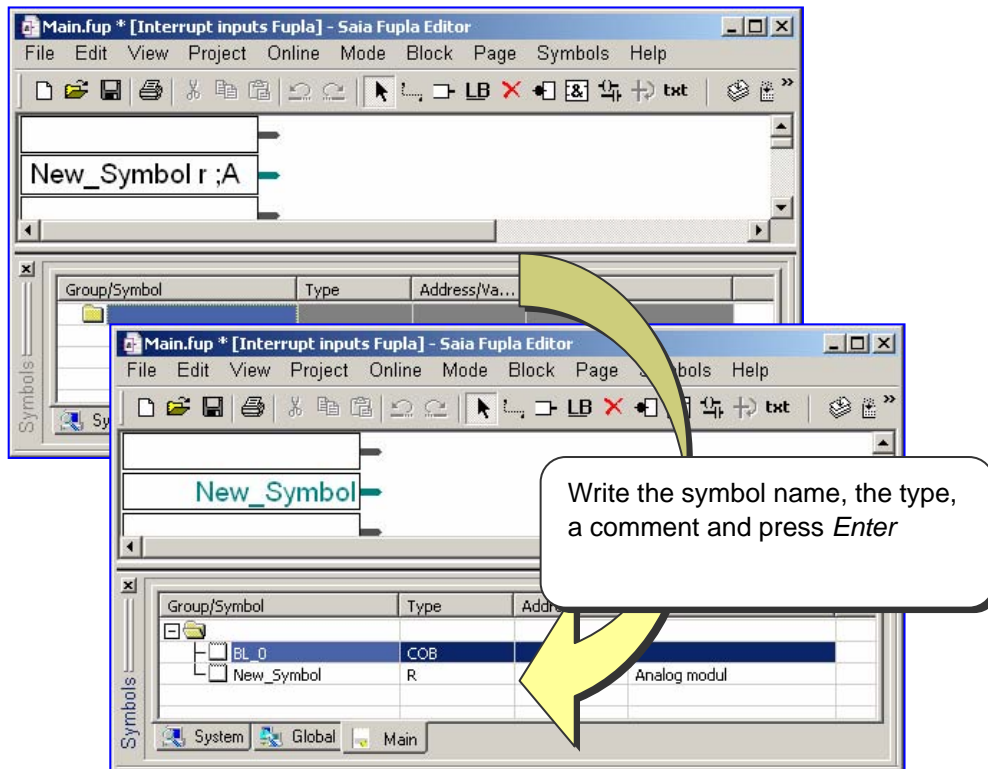 Main.fup * [Interrupt inputs Fupla] - Saia Fupla Editor
File Edit View Project Online Mode Block Page Symbols Help
LB & txt »
New_Symbol r ;A
Group/Symbol Type Address/Va...
Symbols
Sy
Main.fup * [Interrupt inputs Fupla] - Saia Fupla Editor
File Edit View Project Online Mode Block Page bols Help
LB txt »
New_Symbol
Write the symbol name, the type,
a comment and press Enter
Group/Symbol Type Addre
BL_0 COB
New_Symbol R Analog modul
Symbols
System Global Main